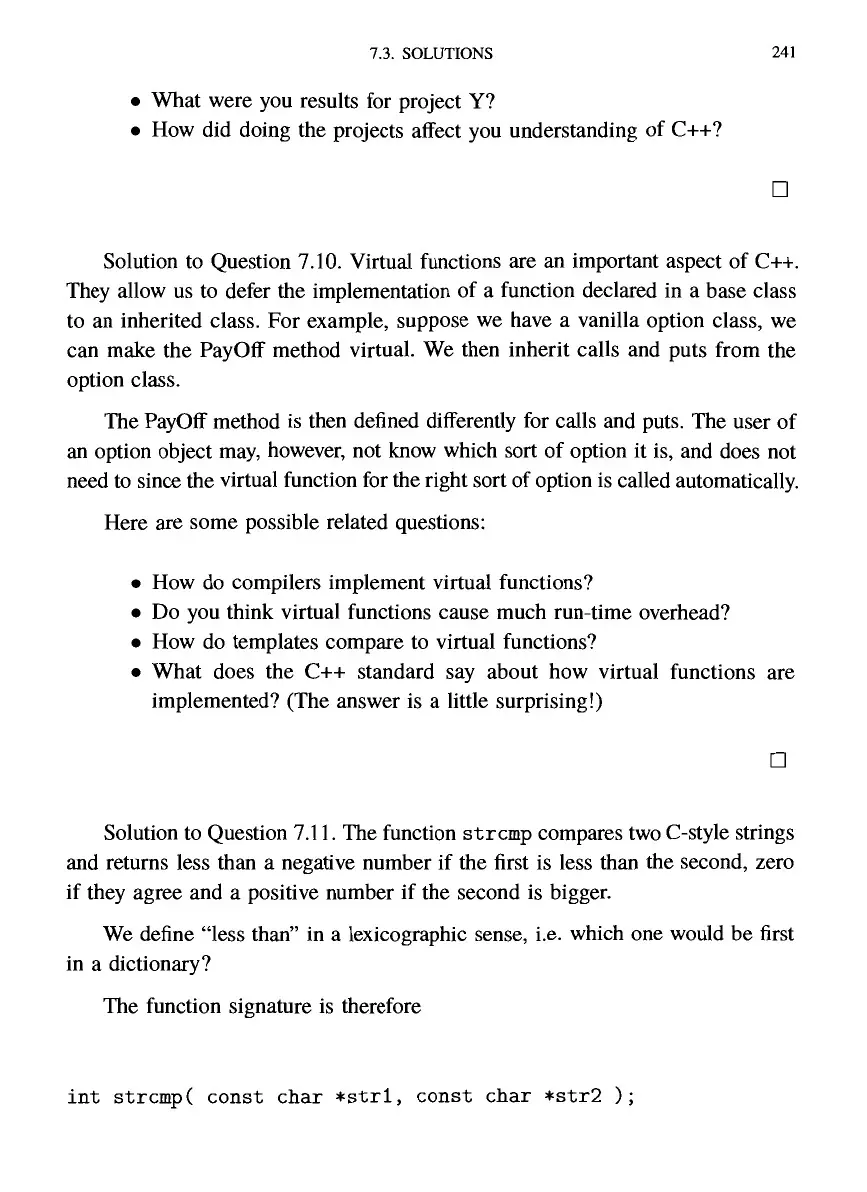 7.3. SOLUTIONS 241
• What were you results for project Y?
• How did doing the projects affect you understanding of C++?
□
Solution to Question 7.10. Virtual functions are an important aspect of C++.
They allow us to defer the implementation of a function declared in a base class
to an inherited class. For example, suppose we have a vanilla option class, we
can make the PayOff method virtual. We then inherit calls and puts from the
option class.
The PayOff method is then defined differently for calls and puts. The user of
an option object may, however, not know which sort of option it is, and does not
need to since the virtual function for the right sort of option is called automatically.
Here are some possible related questions:
• How do compilers implement virtual functions?
• Do you think virtual functions cause much run-time overhead?
• How do templates compare to virtual functions?
• What does the C++ standard say about how virtual functions are
implemented? (The answer is a little surprising!)
□
Solution to Question 7.11. The function strcmp compares two C-style strings
and returns less than a negative number if the first is less than the second, zero
if they agree and a positive number if the second is bigger.
We define “less than” in a lexicographic sense, i.e. which one would be first
in a dictionary?
The function signature is therefore
int strcmp( const char *str1, const char *str2 );